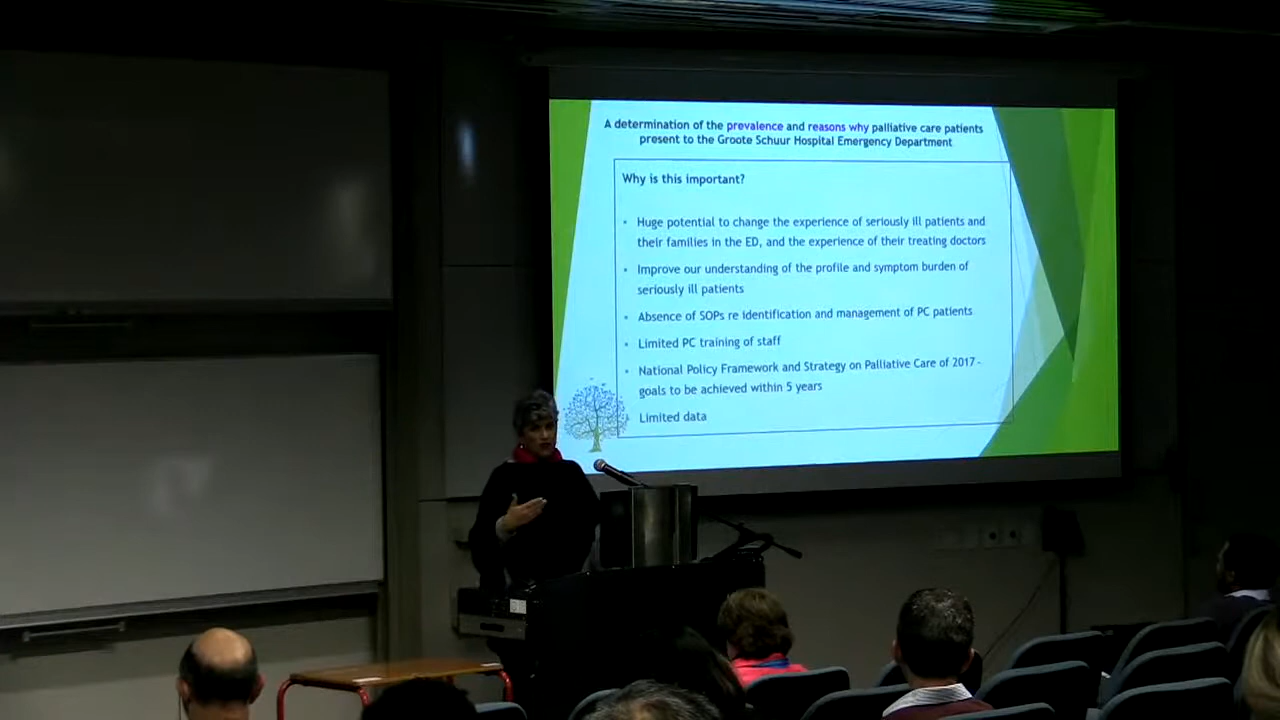 A determination of the prevalence and reasons why palliative care patients
present to the Groote Schuur Hospital Emergency Department
Why is this important?
• Huge potential to change the experience of seriously ill patients and
their families in the ED, and the experience of their treating doctors
• Improve our understanding of the profile and symptom burden of
seriously ill patients
• Absence of SOPs re identification and management of PC patients
• Limited PC training of staff
• National Policy Framework and Strategy on Palliative Care of 2017 -
goals to be achieved within 5 years
• Limited data